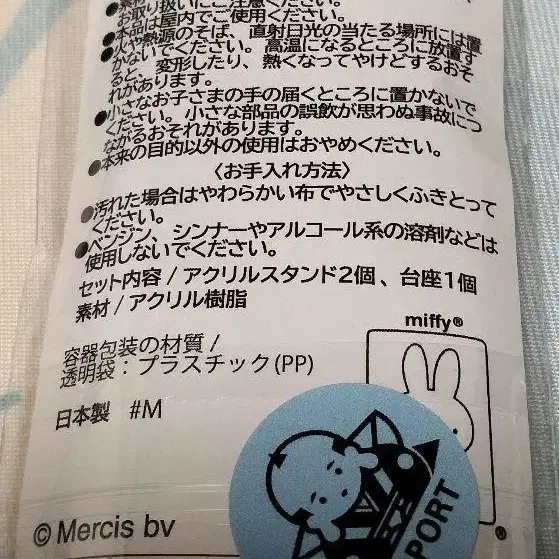 お取り扱いにご注意ください。
●本品は屋内でご使用ください。
●火や熱源のそば、直射日光の当たる場所には置
かないでください。高温になるところに放置す
ると、変形したり、熱くなってやけどするおそ
れがあります。
●小さなお子さまの手の届くところに置かないで
ください。小さな部品の誤飲が思わぬ事故につ
ながるおそれがあります。
●本来の目的以外の使用はおやめください。
〈お手入れ方法〉
●汚れた場合はやわらかい布でやさしくふきとって
ください。
●ベンジン、シンナーやアルコール系の溶剤などは
使用しないでください。
セット内容 / アクリルスタンド2個、台座1個
素材 / アクリル樹脂
miffy®
容器包装の材質 /
透明袋：プラスチック(PP)
日本製 #M
PORT
© Mercis bv
®